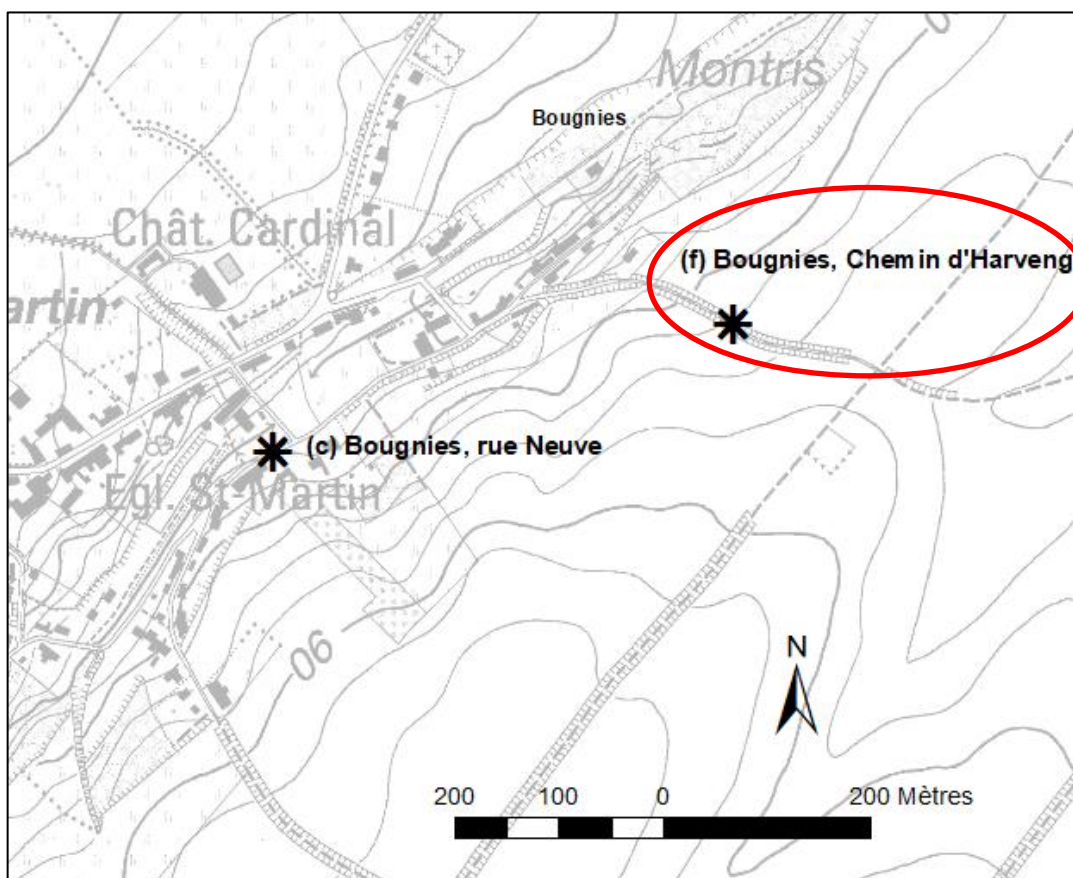 Montris
Bougnies
Chât. Cardinal
(f) Bougnies, Chemin d'Harveng
artin
(c) Bougnies, rue Neuve
Egl. St-Martin
90
N
200 100 0 200 Mètres